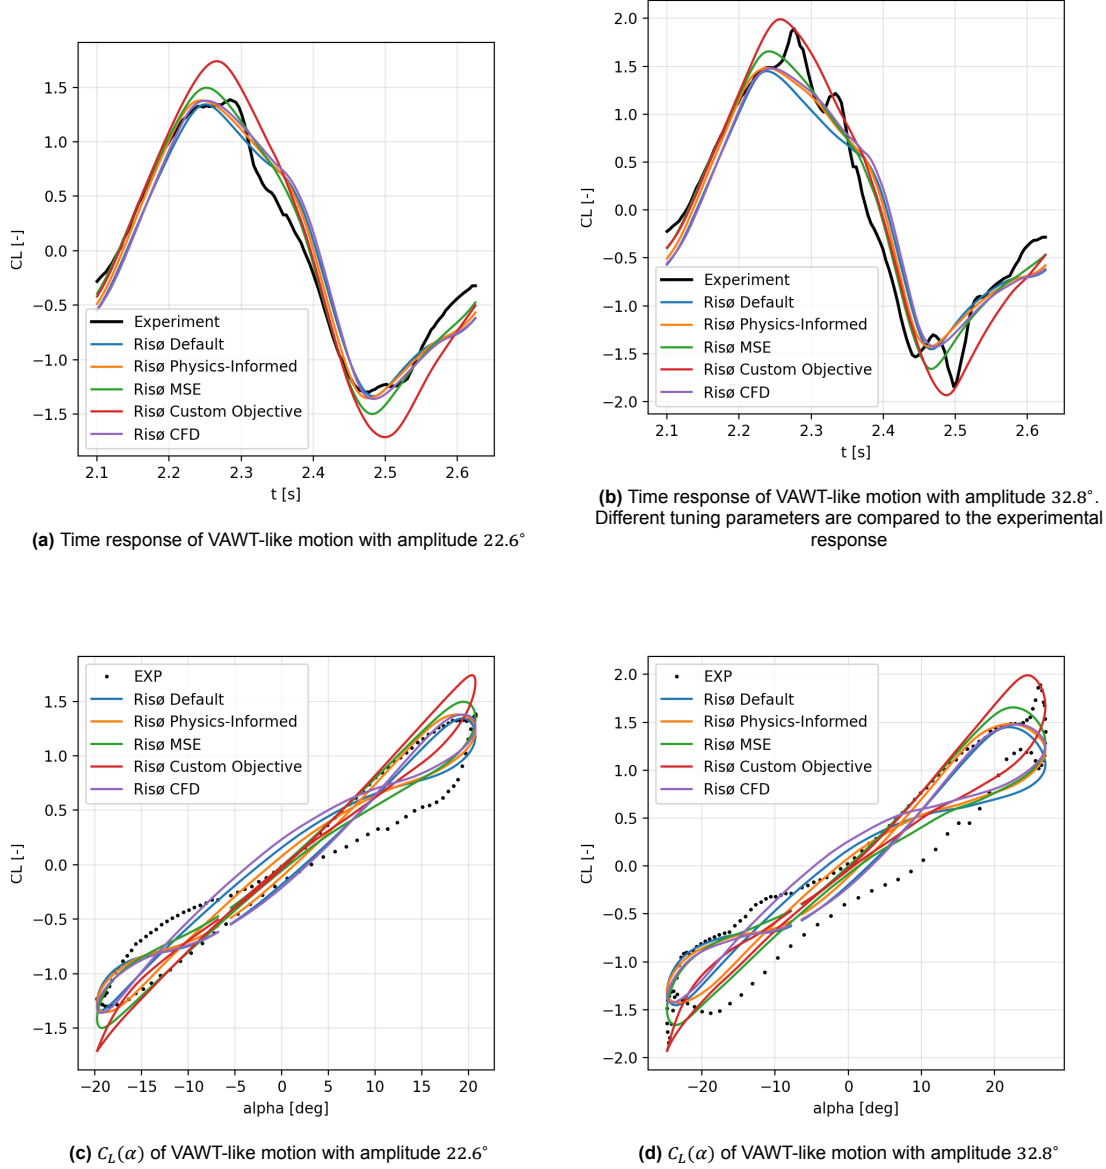 1.5
1.0
0.5
0.0
−0.5
−1.0
−1.5
CL [-]
Experiment
Risø Default
Risø Physics-Informed
Risø MSE
Risø Custom Objective
Risø CFD
2.1 2.2 2.3 2.4 2.5 2.6
t [s]
(a) Time response of VAWT-like motion with amplitude 22.6°
2.0
1.5
1.0
0.5
0.0
−0.5
−1.0
−1.5
−2.0
CL [-]
Experiment
Risø Default
Risø Physics-Informed
Risø MSE
Risø Custom Objective
Risø CFD
2.1 2.2 2.3 2.4 2.5 2.6
t [s]
(b) Time response of VAWT-like motion with amplitude 32.8°.
Different tuning parameters are compared to the experimental
response
1.5
1.0
0.5
0.0
−0.5
−1.0
−1.5
CL [-]
EXP
Risø Default
Risø Physics-Informed
Risø MSE
Risø Custom Objective
Risø CFD
−20 −15 −10 −5 0 5 10 15 20
alpha [deg]
(c) C_L(α) of VAWT-like motion with amplitude 22.6°
2.0
1.5
1.0
0.5
0.0
−0.5
−1.0
−1.5
−2.0
CL [-]
EXP
Risø Default
Risø Physics-Informed
Risø MSE
Risø Custom Objective
Risø CFD
−20 −10 0 10 20
alpha [deg]
(d) C_L(α) of VAWT-like motion with amplitude 32.8°